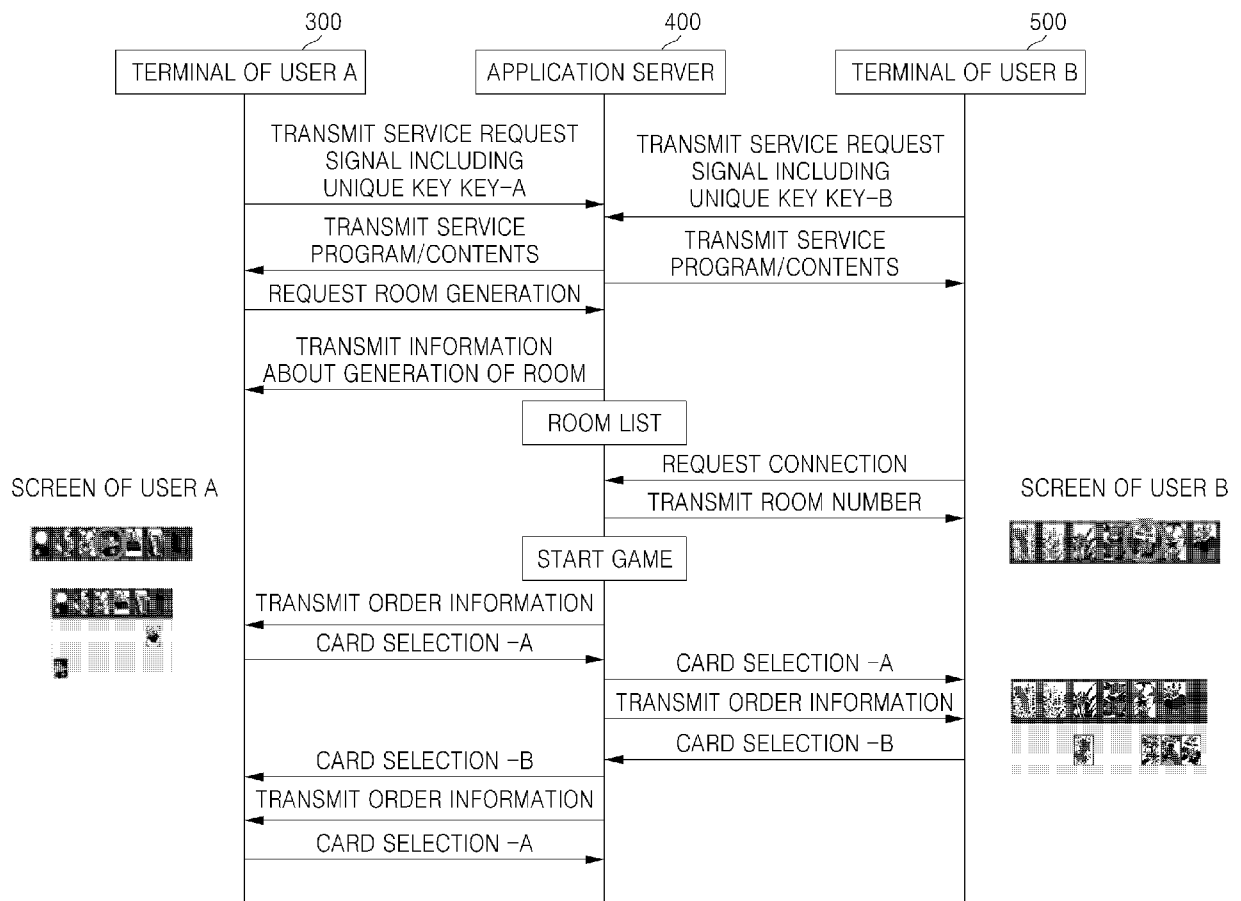 300
400
500
TERMINAL OF USER A
APPLICATION SERVER
TERMINAL OF USER B
TRANSMIT SERVICE REQUEST
SIGNAL INCLUDING
UNIQUE KEY KEY-A
TRANSMIT SERVICE REQUEST
SIGNAL INCLUDING
UNIQUE KEY KEY-B
TRANSMIT SERVICE
PROGRAM/CONTENTS
TRANSMIT SERVICE
PROGRAM/CONTENTS
REQUEST ROOM GENERATION
TRANSMIT INFORMATION
ABOUT GENERATION OF ROOM
ROOM LIST
REQUEST CONNECTION
SCREEN OF USER A
SCREEN OF USER B
TRANSMIT ROOM NUMBER
START GAME
TRANSMIT ORDER INFORMATION
CARD SELECTION -A
CARD SELECTION -A
TRANSMIT ORDER INFORMATION
CARD SELECTION -B
CARD SELECTION -B
TRANSMIT ORDER INFORMATION
CARD SELECTION -A